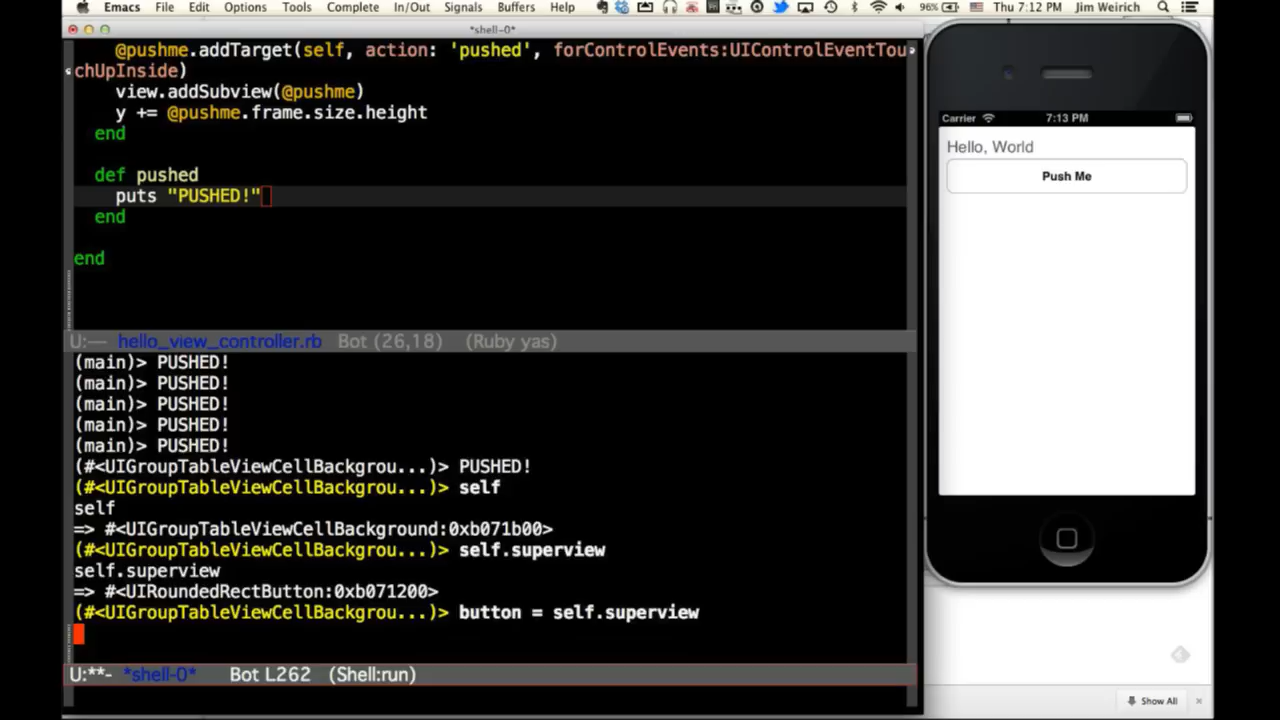 Emacs File Edit Options Tools Complete In/Out Signals Buffers Help 96% Thu 7:12 PM Jim Weirich
*shell-0*
@pushme.addTarget(self, action: 'pushed', forControlEvents:UIControlEventTou
chUpInside)
view.addSubview(@pushme)
y += @pushme.frame.size.height
end
def pushed
puts "PUSHED!"
end
end
U:--- hello_view_controller.rb Bot (26,18) (Ruby yas)
(main)> PUSHED!
(main)> PUSHED!
(main)> PUSHED!
(main)> PUSHED!
(main)> PUSHED!
(#<UIGroupTableViewCellBackgrou...)> PUSHED!
(#<UIGroupTableViewCellBackgrou...)> self
self
=> #<UIGroupTableViewCellBackground:0xb071b00>
(#<UIGroupTableViewCellBackgrou...)> self.superview
self.superview
=> #<UIRoundedRectButton:0xb071200>
(#<UIGroupTableViewCellBackgrou...)> button = self.superview
U:**- *shell-0* Bot L262 (Shell:run)
Carrier 7:13 PM
Hello, World
Push Me
Show All